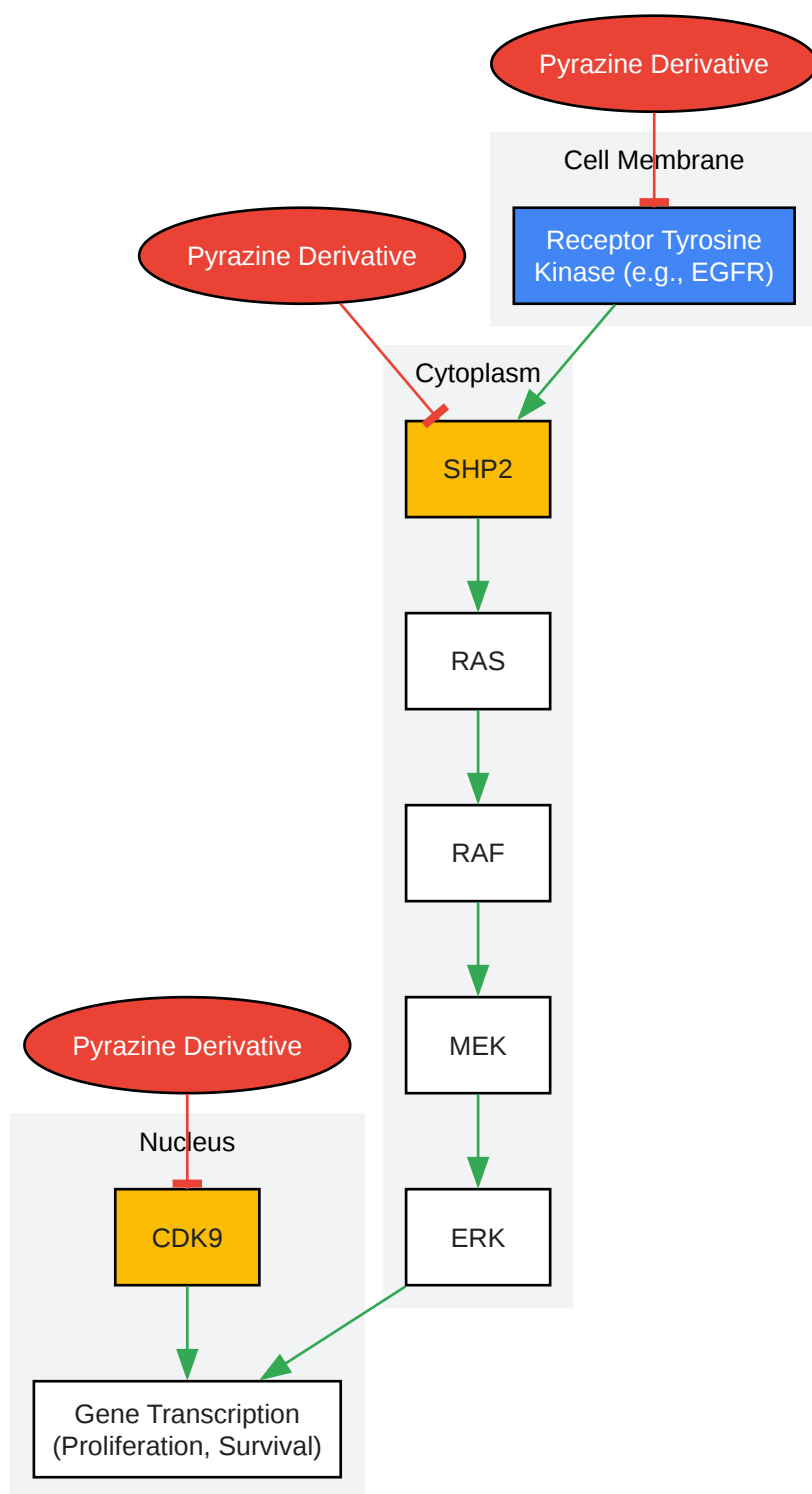 Pyrazine Derivative
Cell Membrane
Receptor Tyrosine
Kinase (e.g., EGFR)
Pyrazine Derivative
Cytoplasm
SHP2
RAS
RAF
MEK
ERK
Pyrazine Derivative
Nucleus
CDK9
Gene Transcription
(Proliferation, Survival)